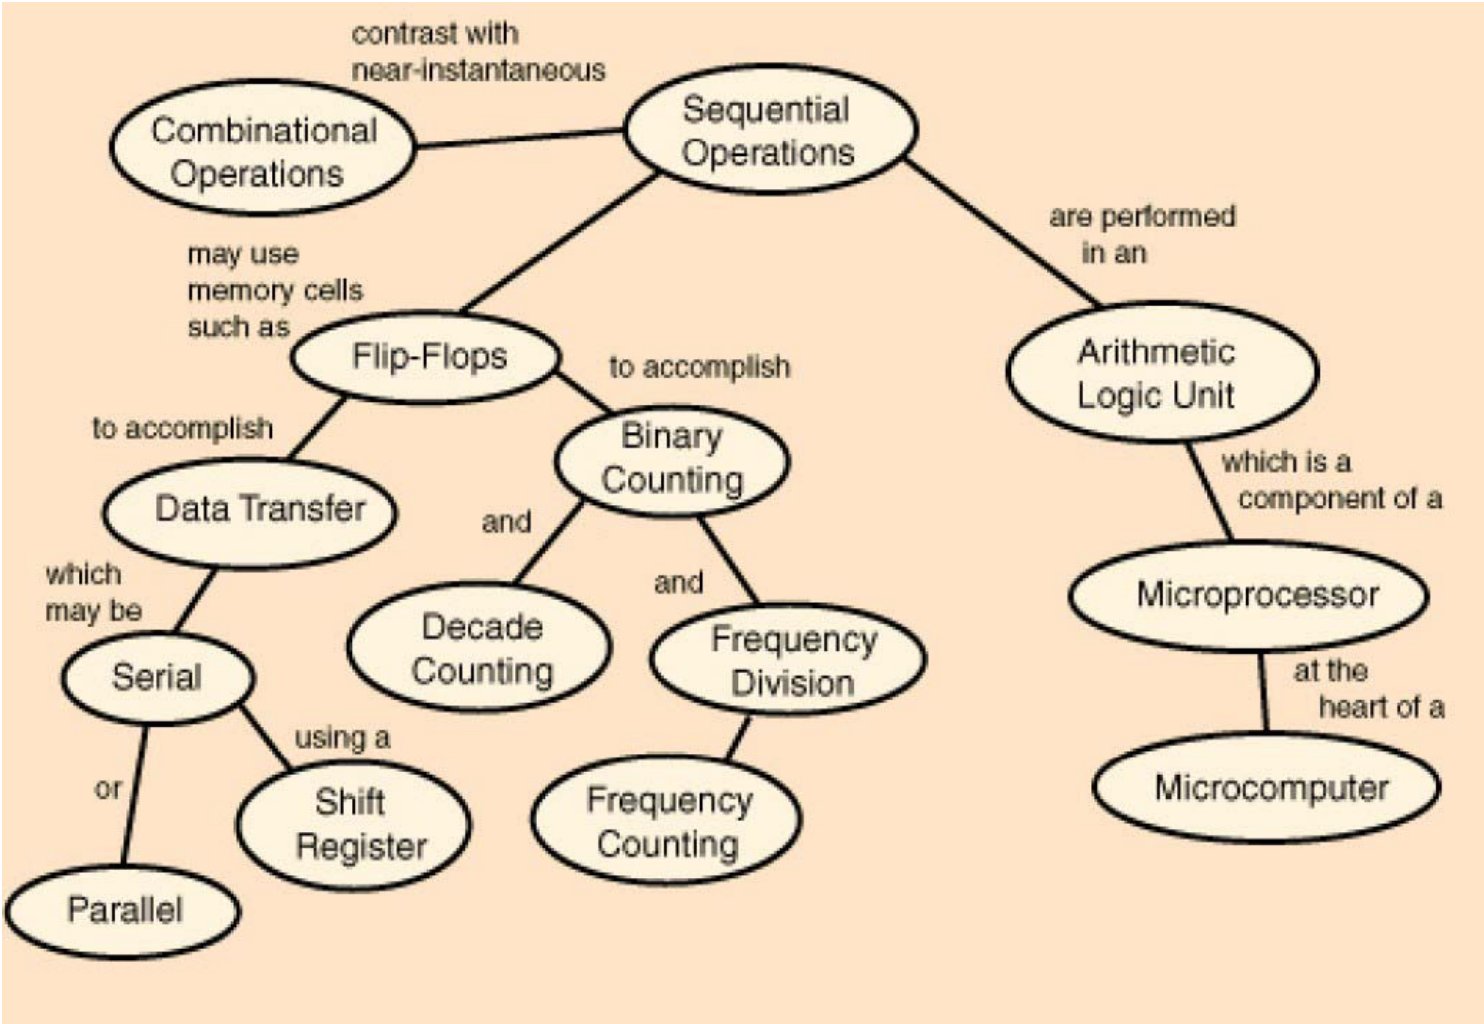 contrast with
near-instantaneous
Combinational
Operations
Sequential
Operations
are performed
in an
may use
memory cells
such as
Flip-Flops
to accomplish
Arithmetic
Logic Unit
to accomplish
Binary
Counting
which is a
component of a
Data Transfer
and
which
may be
and
Microprocessor
Decade
Counting
Frequency
Division
Serial
at the
heart of a
using a
or
Shift
Register
Frequency
Counting
Microcomputer
Parallel